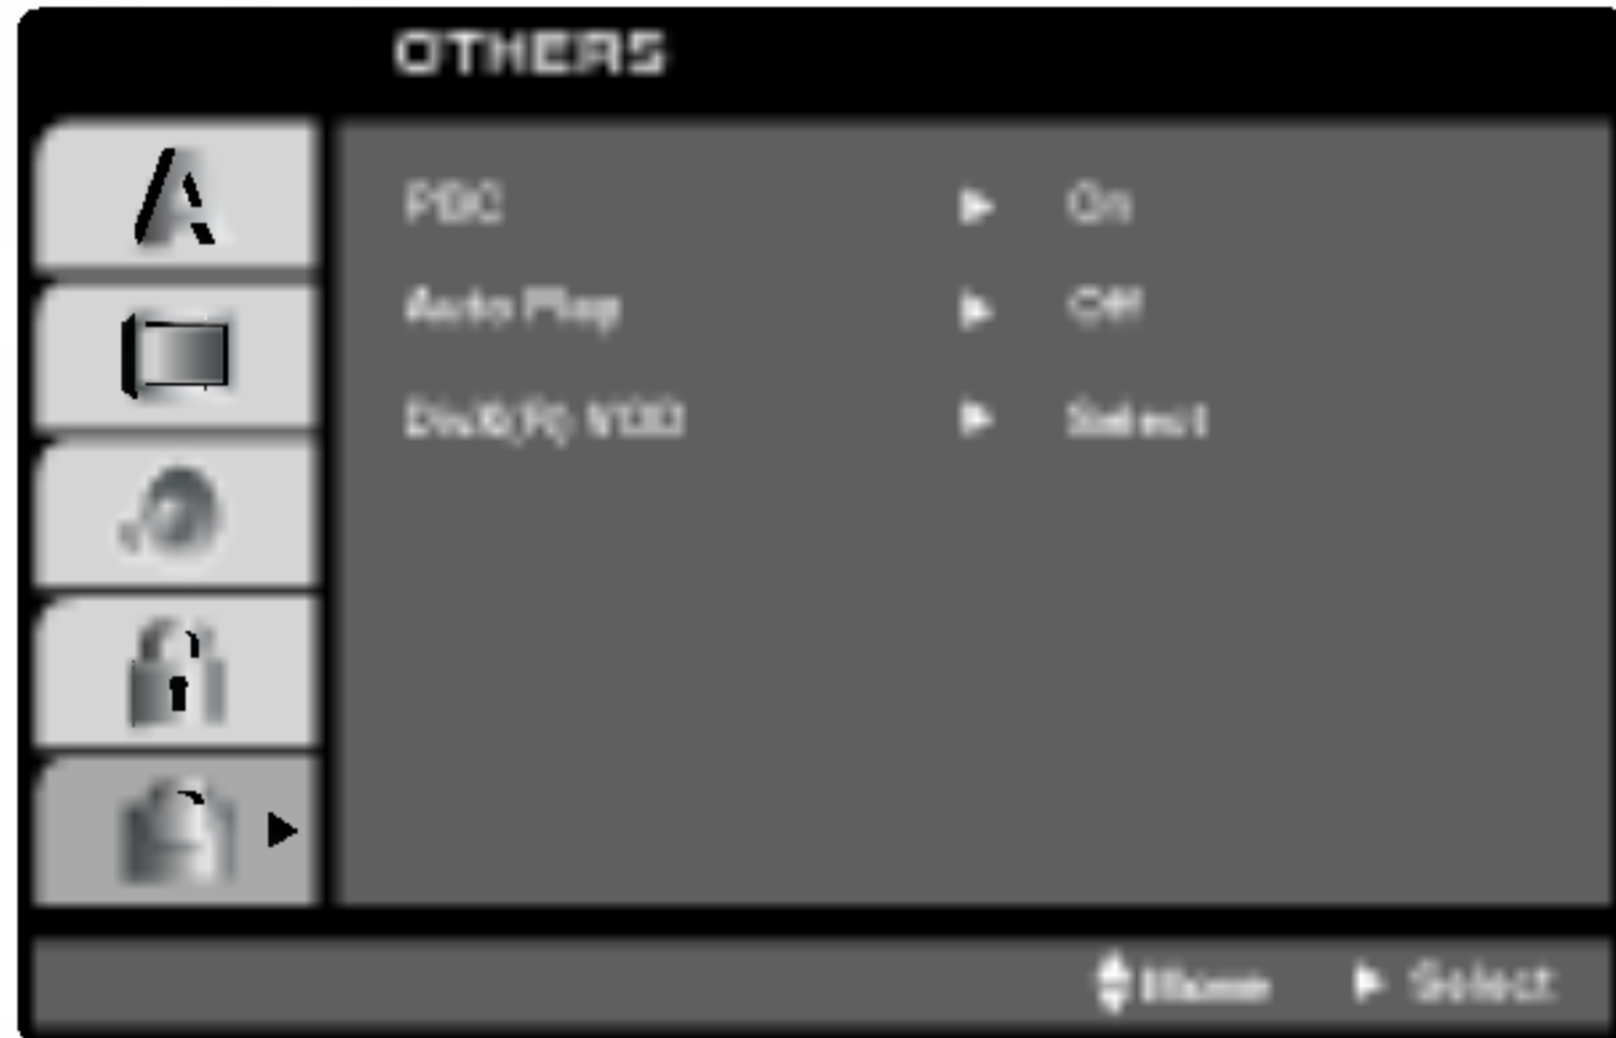 OTHERS
PBC On
Auto Play Off
DivX(R) VOD Select
Move Select